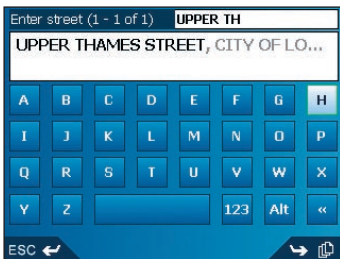 Enter street (1 - 1 of 1) UPPER TH
UPPER THAMES STREET, CITY OF LO...
A B C D E F G H
I J K L M N O P
Q R S T U V W X
Y Z 123 Alt «
ESC